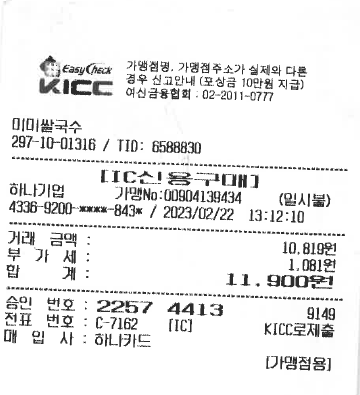 Easy Check
KICC
가맹점명, 가맹점주소가 실제와 다른
경우 신고안내 (포상금 10만원 지급)
여신금융협회 : 02-2011-0777
미미쌀국수
297-10-01316 / TID: 6588830
[IC신용구매]
하나기업 가맹No:00904139434 (일시불)
4336-9200-****-843* / 2023/02/22 13:12:10
거래 금액 : 10,819원
부 가 세 : 1,081원
합 계 : 11,900원
승인 번호 : 2257 4413 9149
전표 번호 : C-7162 [IC] KICC로제출
매 입 사 : 하나카드
[가맹점용]